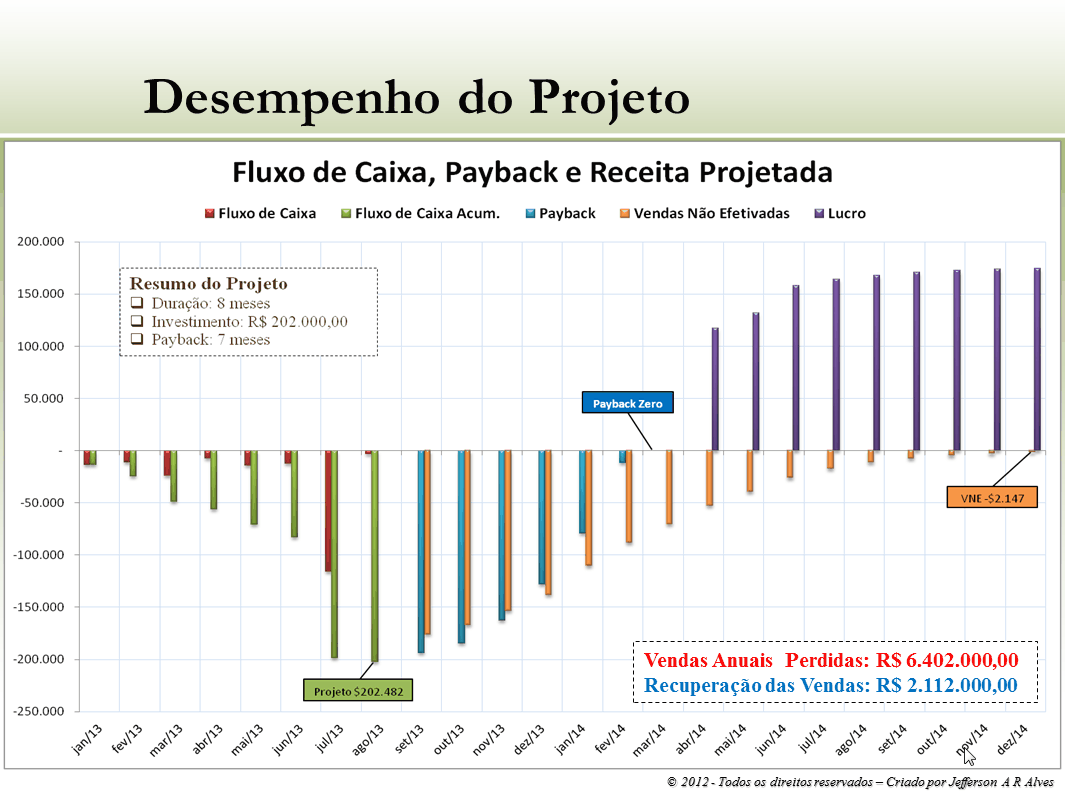 Desempenho do Projeto
Fluxo de Caixa, Payback e Receita Projetada
Fluxo de Caixa Fluxo de Caixa Acum. Payback Vendas Não Efetivadas Lucro
200.000
150.000
100.000
50.000
-
-50.000
-100.000
-150.000
-200.000
-250.000
Resumo do Projeto
Duração: 8 meses
Investimento: R$ 202.000,00
Payback: 7 meses
Payback Zero
VNE -$2.147
Projeto $202.482
Vendas Anuais Perdidas: R$ 6.402.000,00
Recuperação das Vendas: R$ 2.112.000,00
jan/13 fev/13 mar/13 abr/13 mai/13 jun/13 jul/13 ago/13 set/13 out/13 nov/13 dez/13 jan/14 fev/14 mar/14 abr/14 mai/14 jun/14 jul/14 ago/14 set/14 out/14 nov/14 dez/14
© 2012 - Todos os direitos reservados – Criado por Jefferson A R Alves